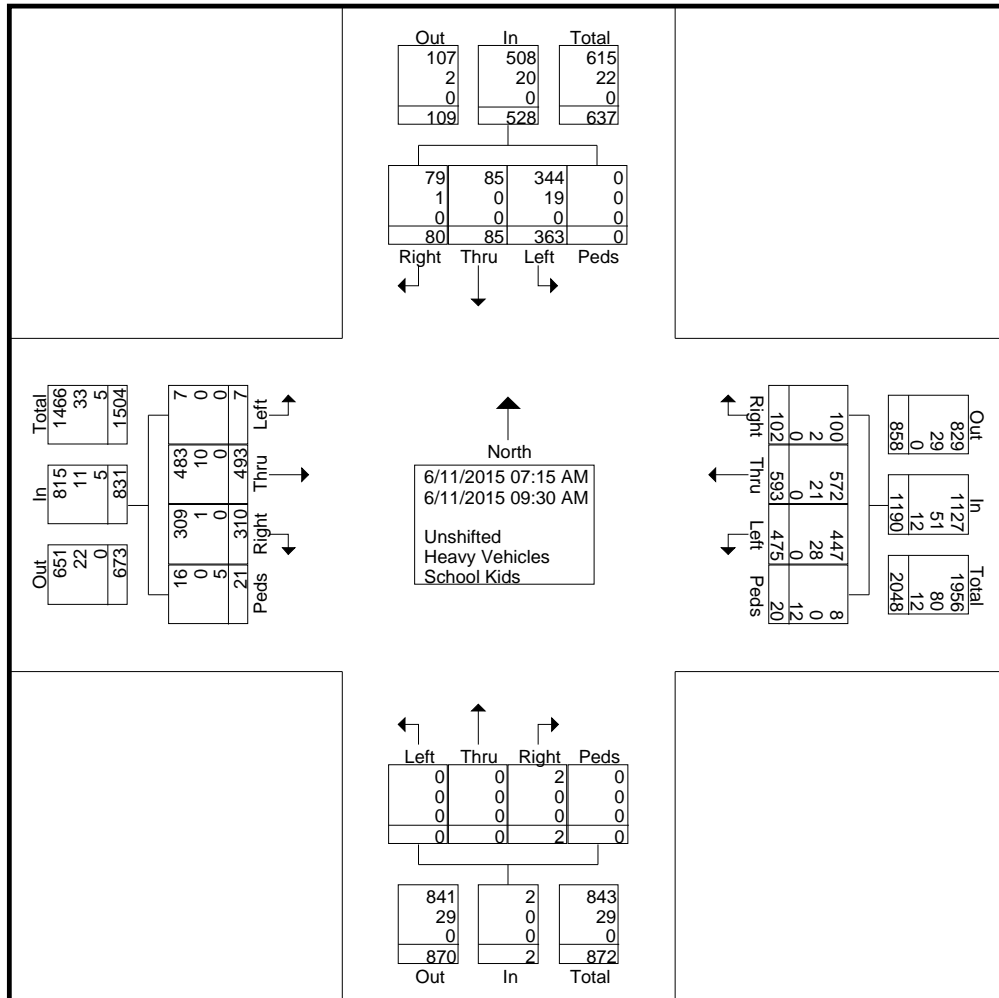 Out In Total
107 508 615
2 20 22
0 0 0
109 528 637
79 85 344 0
1 0 19 0
0 0 0 0
80 85 363 0
Right Thru Left Peds
Total
1466 33 5 1504
In
815 11 5 831
Out
651 22 0 673
Left
7 0 0 7
Thru
483 10 0 493
Right
309 1 0 310
Peds
16 0 5 21
North
6/11/2015 07:15 AM
6/11/2015 09:30 AM
Unshifted
Heavy Vehicles
School Kids
Right
100 2 0 102
Thru
572 21 0 593
Left
447 28 0 475
Peds
8 0 12 20
Out
829 29 0 858
In
1127 51 12 1190
Total
1956 80 12 2048
Left Thru Right Peds
0 0 2 0
0 0 0 0
0 0 0 0
0 0 2 0
841 2 843
29 0 29
0 0 0
870 2 872
Out In Total